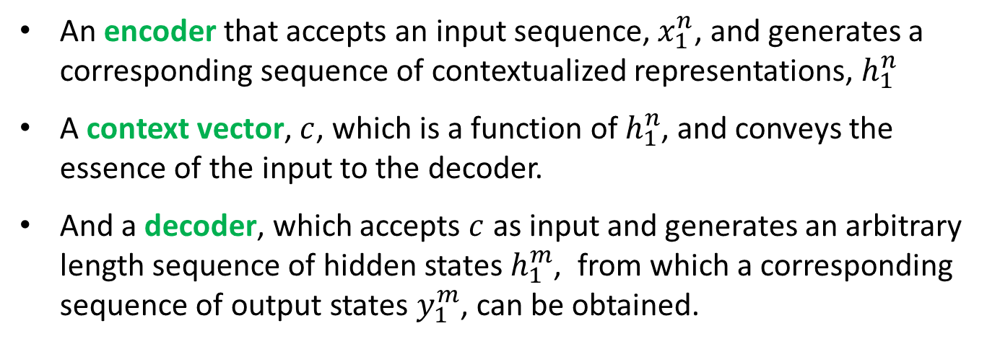 • An encoder that accepts an input sequence, $x_1^n$, and generates a
corresponding sequence of contextualized representations, $h_1^n$
• A context vector, $c$, which is a function of $h_1^n$, and conveys the
essence of the input to the decoder.
• And a decoder, which accepts $c$ as input and generates an arbitrary
length sequence of hidden states $h_1^m$, from which a corresponding
sequence of output states $y_1^m$, can be obtained.